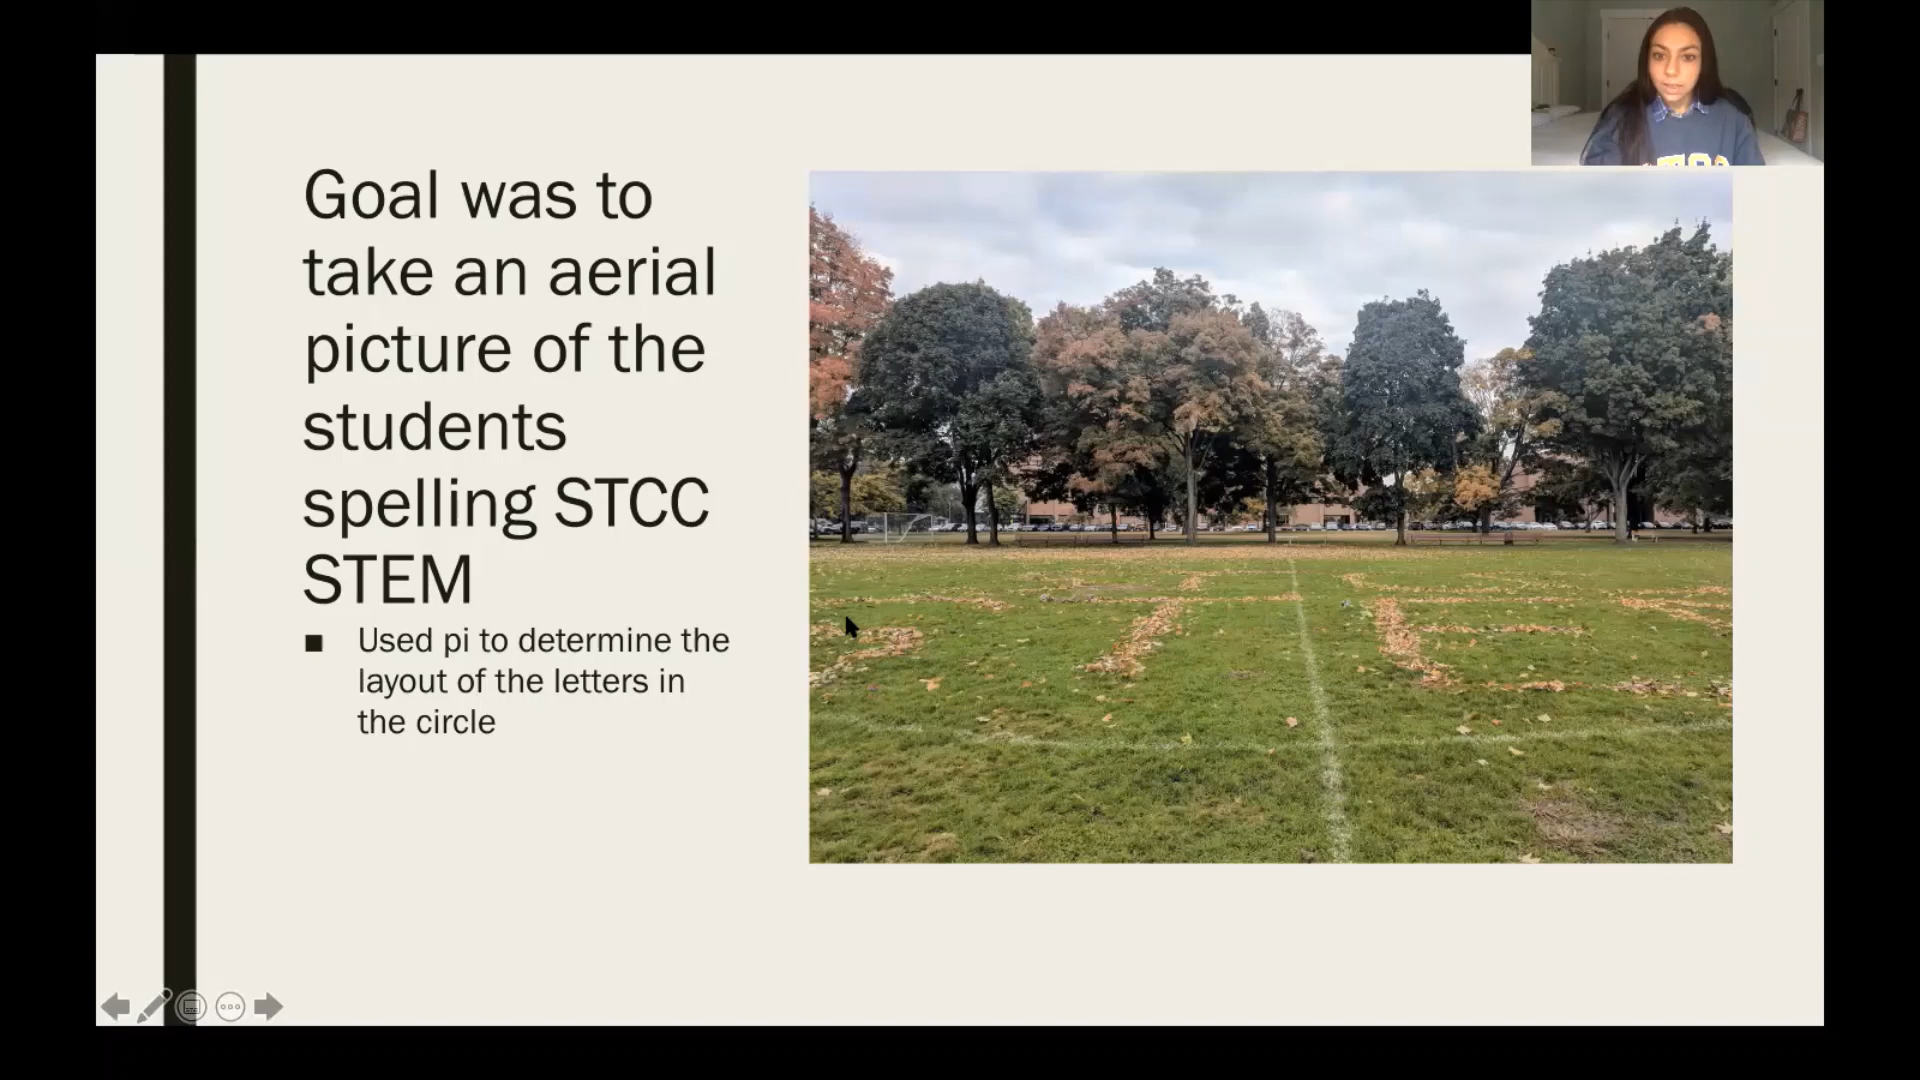 Goal was to
take an aerial
picture of the
students
spelling STCC
STEM
■ Used pi to determine the
layout of the letters in
the circle